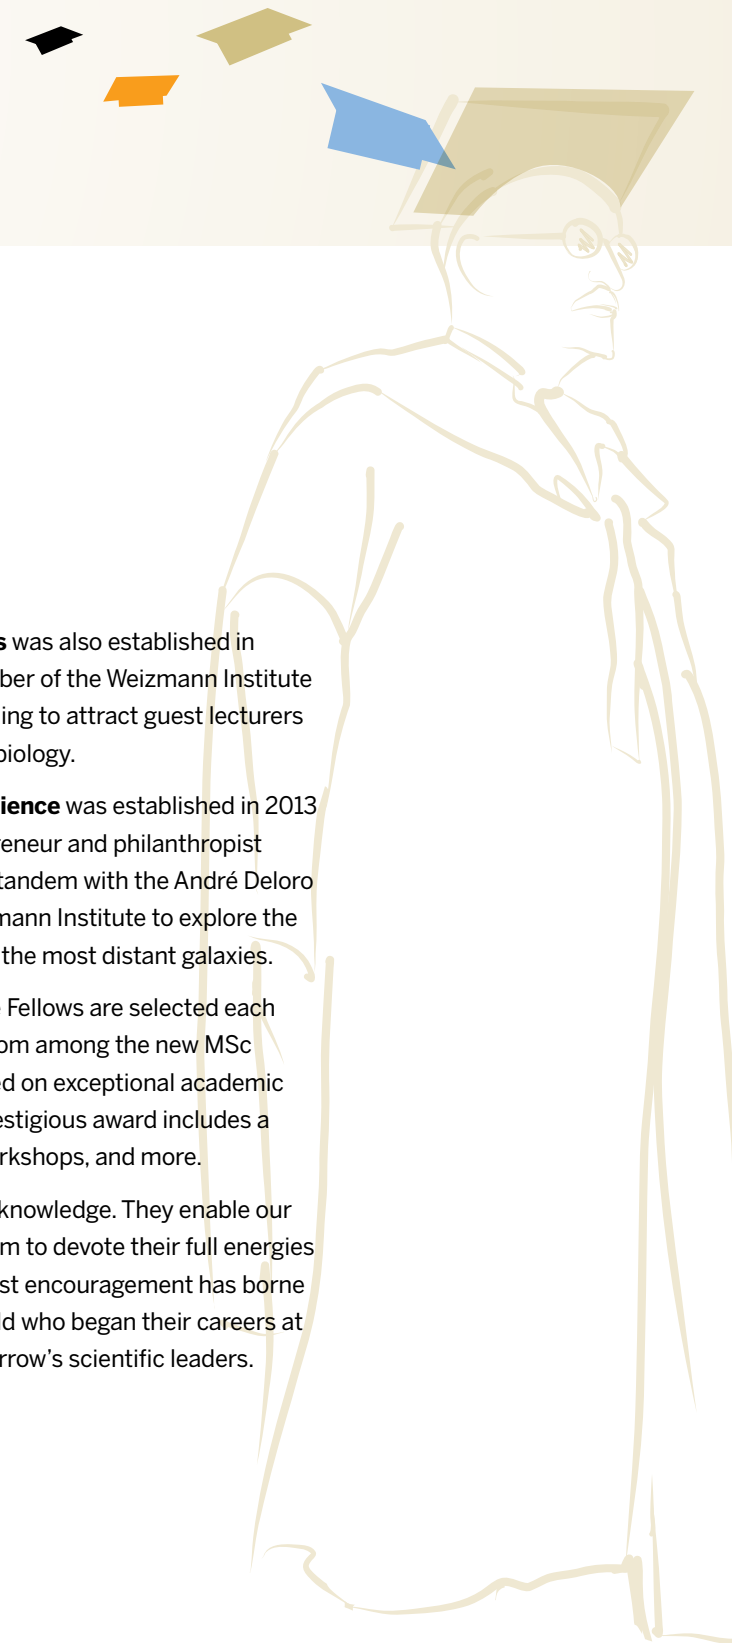 s was also established in
ber of the Weizmann Institute
ing to attract guest lecturers
biology.
ience was established in 2013
reneur and philanthropist
tandem with the André Deloro
mann Institute to explore the
the most distant galaxies.
Fellows are selected each
om among the new MSc
ed on exceptional academic
estigious award includes a
rkshops, and more.
knowledge. They enable our
m to devote their full energies
st encouragement has borne
ld who began their careers at
rrow’s scientific leaders.